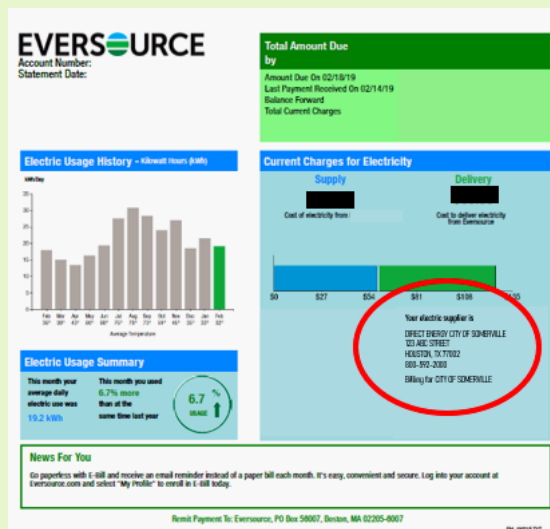 EVERSOURCE
Account Number:
Statement Date:
Total Amount Due
by
Amount Due On 02/18/19
Last Payment Received On 02/14/19
Balance Forward
Total Current Charges
Electric Usage History - Kilowatt Hours (kWh)
kWh/Day
35
30
25
20
15
10
5
0
Feb Mar Apr May Jun Jul Aug Sep Oct Nov Dec Jan Feb
Average Temperature
Current Charges for Electricity
Supply
Delivery
Cost of electricity from
Cost to deliver electricity
from Eversource
$0 $27 $54 $81 $108
Your electric supplier is
DIRECT ENERGY CITY OF SOMERVILLE
123 ABC STREET
HOUSTON, TX 77002
800-592-2000
Billing for CITY OF SOMERVILLE
Electric Usage Summary
This month your
average daily
electric use was
19.2 kWh
This month you used
6.7% more
than at the
same time last year
6.7 %
USAGE
News For You
Go paperless with E-Bill and receive an email reminder instead of a paper bill each month. It's easy, convenient and secure. Log into your account at
Eversource.com and select "My Profile" to enroll in E-Bill today.
Remit Payment To: Eversource, PO Box 56007, Boston, MA 02205-6007